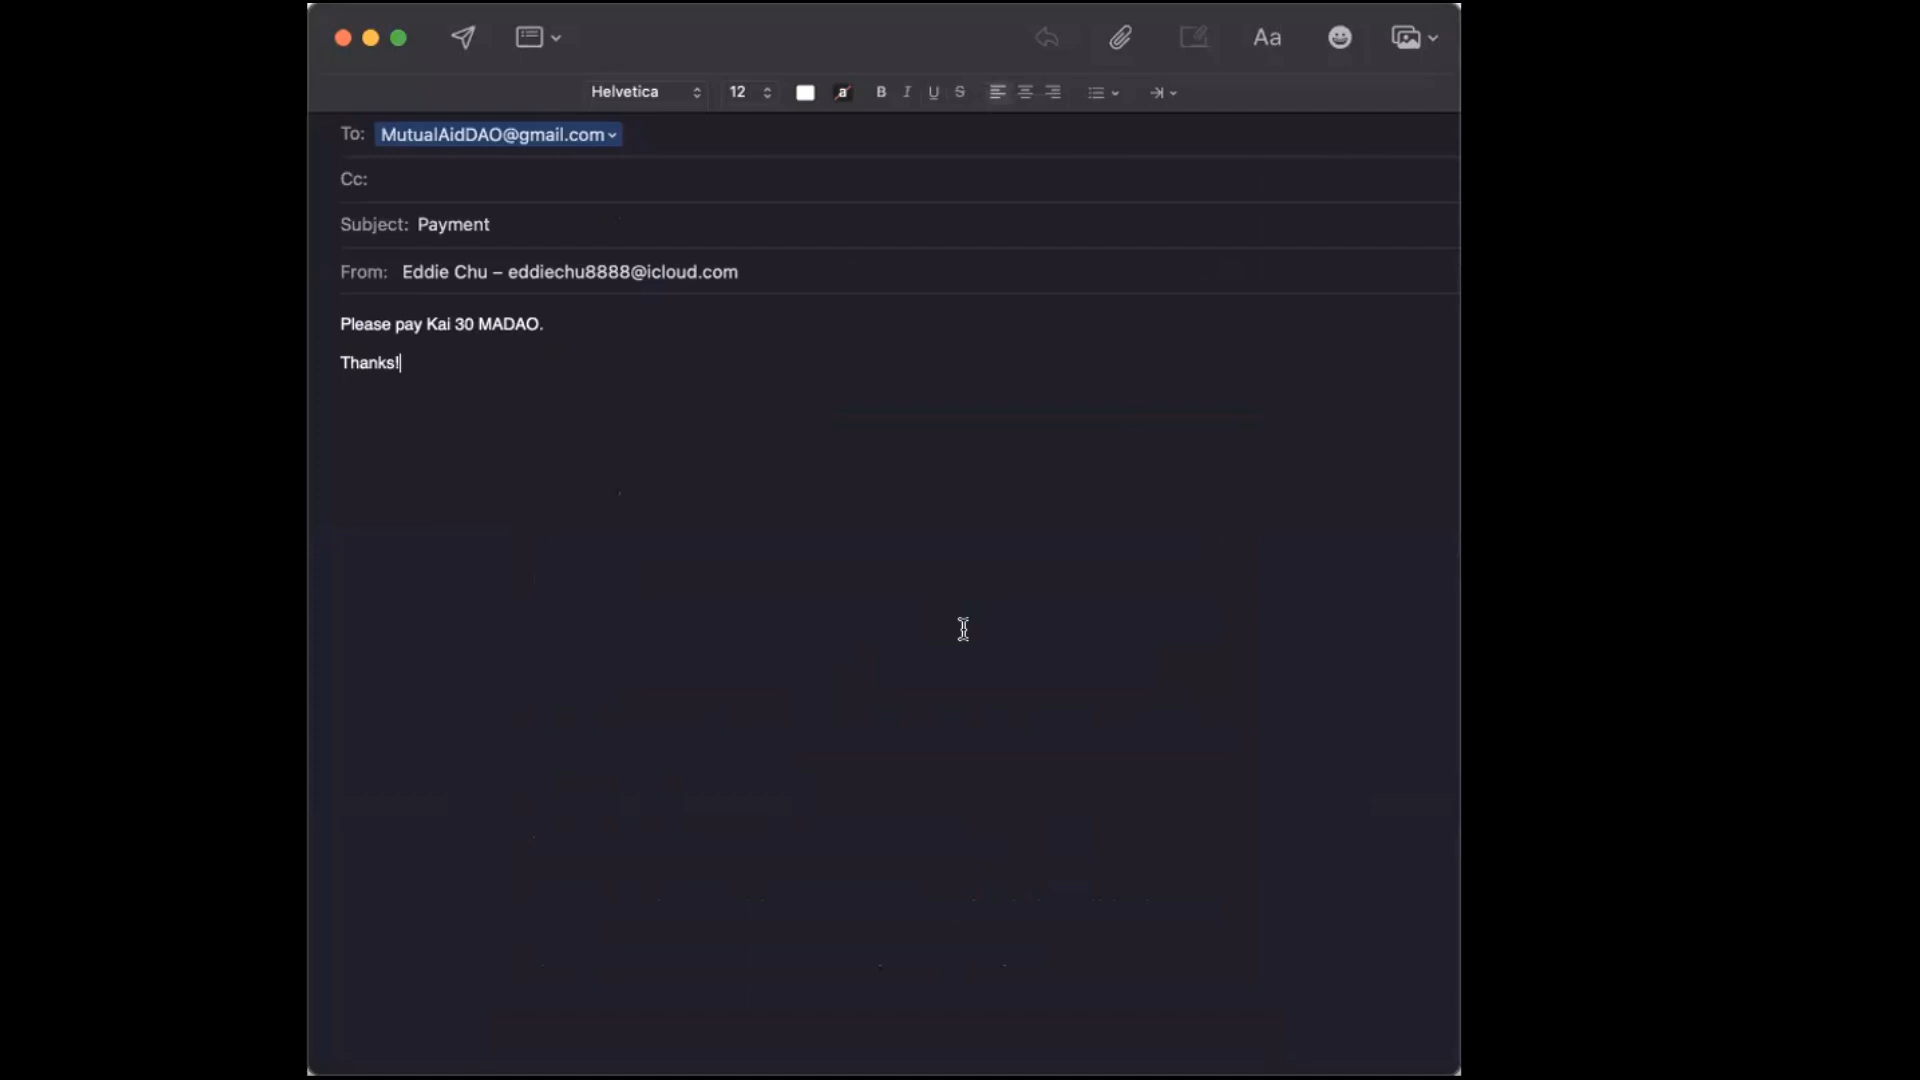 Aa
Helvetica 12 a B I U S
To: MutualAidDAO@gmail.com
Cc:
Subject: Payment
From: Eddie Chu – eddiechu8888@icloud.com
Please pay Kai 30 MADAO.
Thanks!